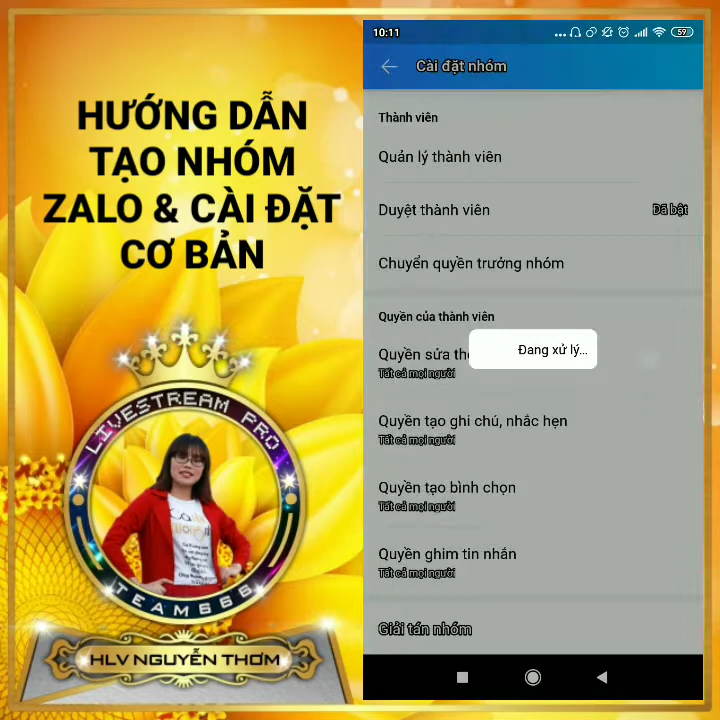 HƯỚNG DẪN
TẠO NHÓM
ZALO & CÀI ĐẶT
CƠ BẢN
LIVESTREAM PRO
TEAM666
HLV NGUYỄN THƠM
10:11
59
Cài đặt nhóm
Thành viên
Quản lý thành viên
Duyệt thành viên
Đã bật
Chuyển quyền trưởng nhóm
Quyền của thành viên
Quyền sửa
Đang xử lý...
Tất cả mọi người
Quyền tạo ghi chú, nhắc hẹn
Tất cả mọi người
Quyền tạo bình chọn
Tất cả mọi người
Quyền ghim tin nhắn
Tất cả mọi người
Giải tán nhóm